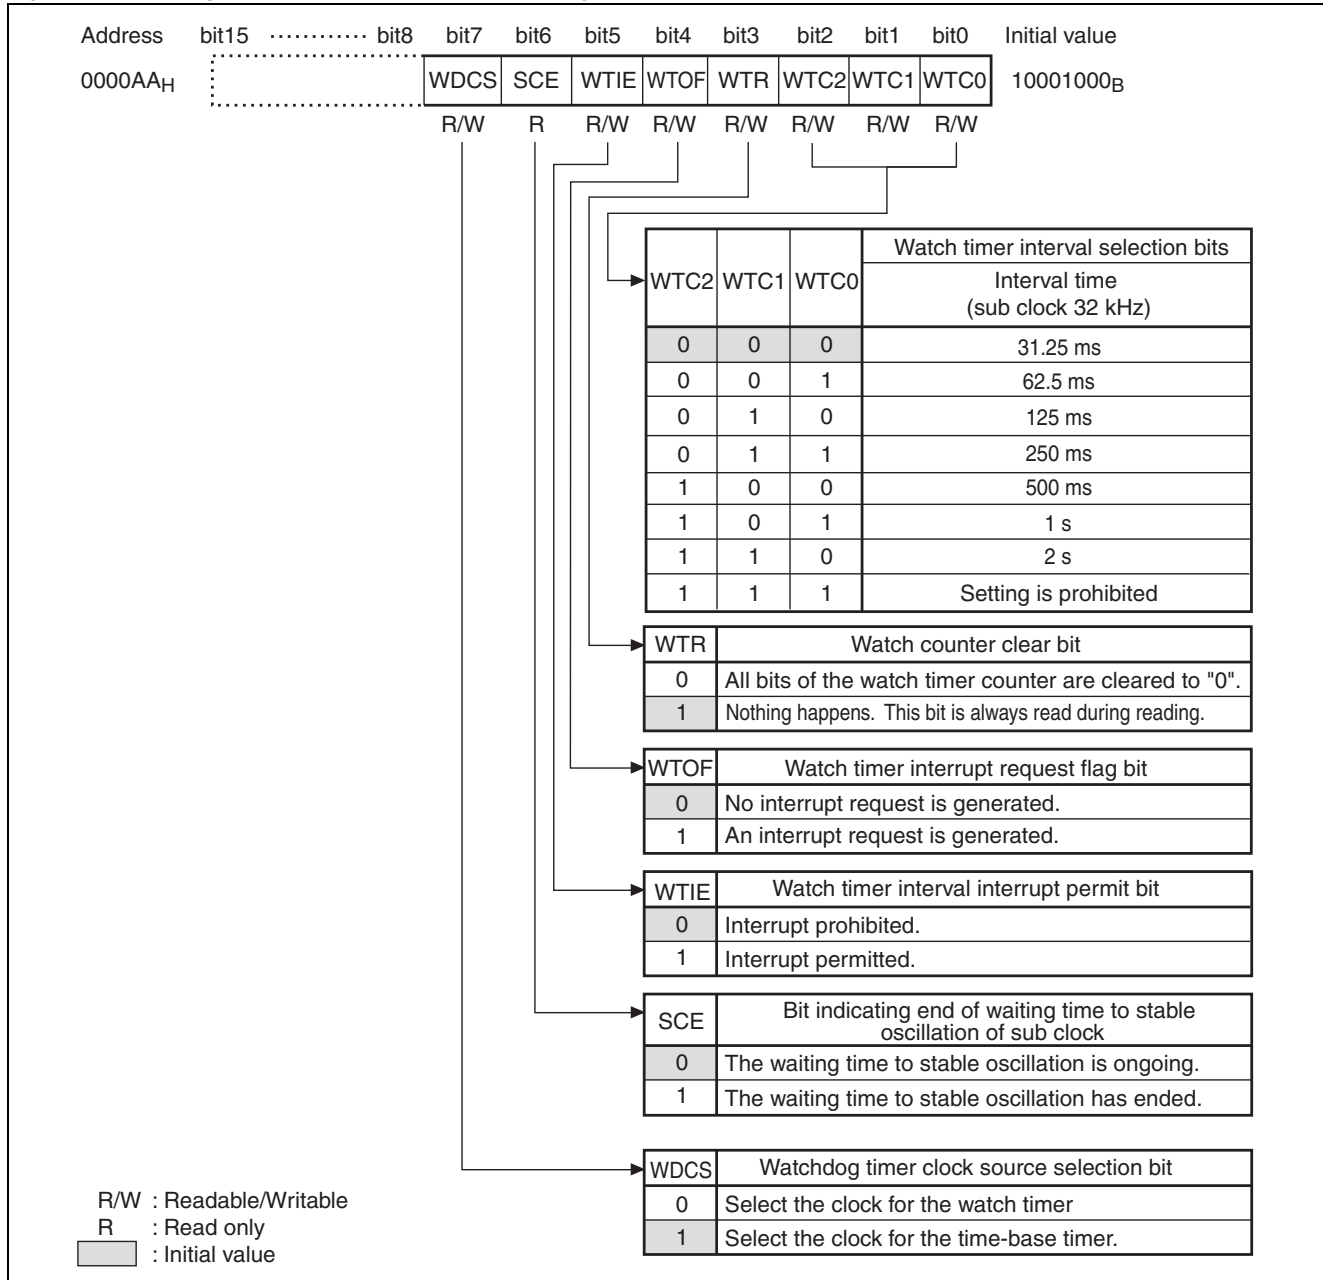 Address bit15 ··········· bit8 bit7 bit6 bit5 bit4 bit3 bit2 bit1 bit0 Initial value
0000AAH WDCS SCE WTIE WTOF WTR WTC2 WTC1 WTC0 10001000B
R/W R R/W R/W R/W R/W R/W R/W
Watch timer interval selection bits
WTC2 WTC1 WTC0 Interval time
(sub clock 32 kHz)
0 0 0 31.25 ms
0 0 1 62.5 ms
0 1 0 125 ms
0 1 1 250 ms
1 0 0 500 ms
1 0 1 1 s
1 1 0 2 s
1 1 1 Setting is prohibited
WTR Watch counter clear bit
0 All bits of the watch timer counter are cleared to "0".
1 Nothing happens. This bit is always read during reading.
WTOF Watch timer interrupt request flag bit
0 No interrupt request is generated.
1 An interrupt request is generated.
WTIE Watch timer interval interrupt permit bit
0 Interrupt prohibited.
1 Interrupt permitted.
SCE Bit indicating end of waiting time to stable
oscillation of sub clock
0 The waiting time to stable oscillation is ongoing.
1 The waiting time to stable oscillation has ended.
WDCS Watchdog timer clock source selection bit
0 Select the clock for the watch timer
1 Select the clock for the time-base timer.
R/W : Readable/Writable
R : Read only
: Initial value